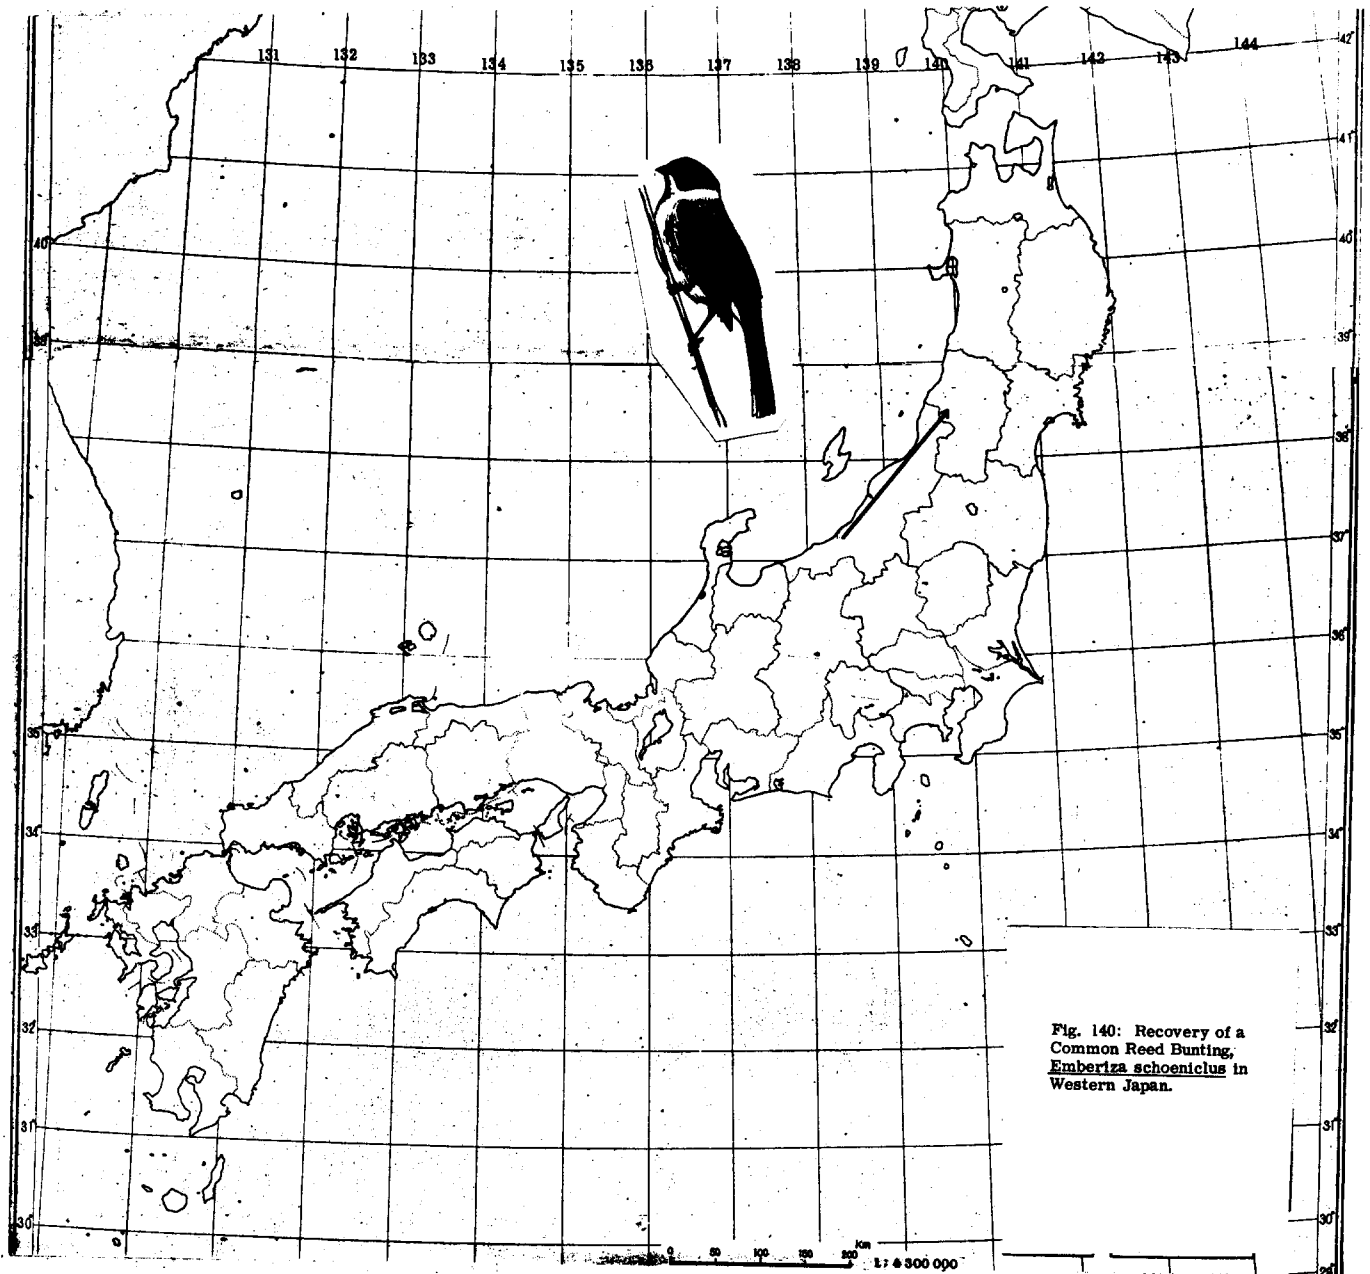 131 132 133 134 135 136 137 138 139 140 141 142 143 144
42°
41°
40 40
39 39
38
37
36
35 35
34 34
33 33
32 32
31 31
30 30
Fig. 140: Recovery of a
Common Reed Bunting,
Emberiza schoeniclus in
Western Japan.
0 50 100 150 200 Km
1:4 300 000